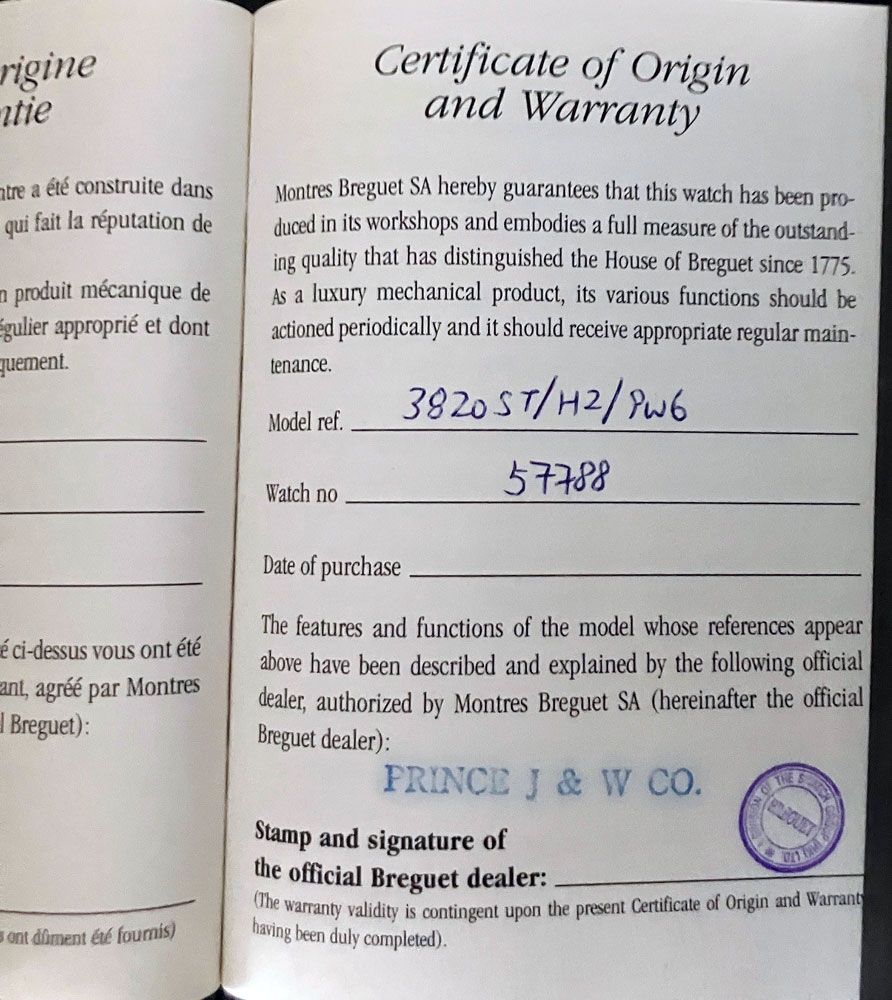 rigine
ntie
ntre a été construite dans
qui fait la réputation de
n produit mécanique de
égulier approprié et dont
quement.
é ci-dessus vous ont été
ant, agréé par Montres
l Breguet):
s ont dûment été fournis)
Certificate of Origin
and Warranty
Montres Breguet SA hereby guarantees that this watch has been pro-
duced in its workshops and embodies a full measure of the outstand-
ing quality that has distinguished the House of Breguet since 1775.
As a luxury mechanical product, its various functions should be
actioned periodically and it should receive appropriate regular main-
tenance.
Model ref. 3820ST/H2/9W6
Watch no 57788
Date of purchase
The features and functions of the model whose references appear
above have been described and explained by the following official
dealer, authorized by Montres Breguet SA (hereinafter the official
Breguet dealer):
PRINCE J & W CO.
OF THE GROUP (HK) LTD.
BREGUET
Stamp and signature of
the official Breguet dealer:
(The warranty validity is contingent upon the present Certificate of Origin and Warranty
having been duly completed).